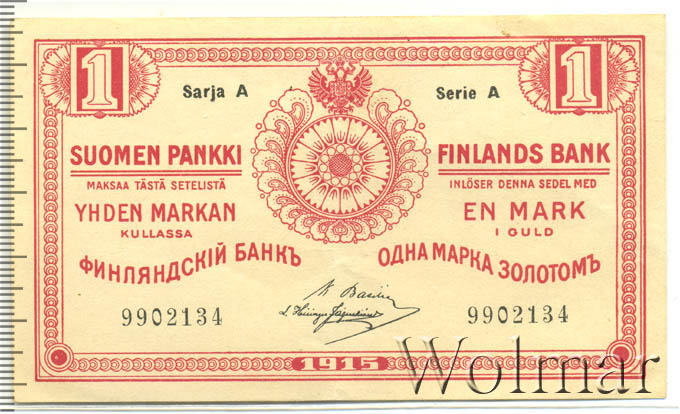 1
1
Sarja A
Serie A
SUOMEN PANKKI
MAKSAA TÄSTÄ SETELISTÄ
YHDEN MARKAN
KULLASSA
FINLANDS BANK
INLÖSER DENNA SEDEL MED
EN MARK
I GULD
ФИНЛЯНДСКІЙ БАНКЪ
ОДНА МАРКА ЗОЛОТОМЪ
9902134
9902134
1915
Wolmar